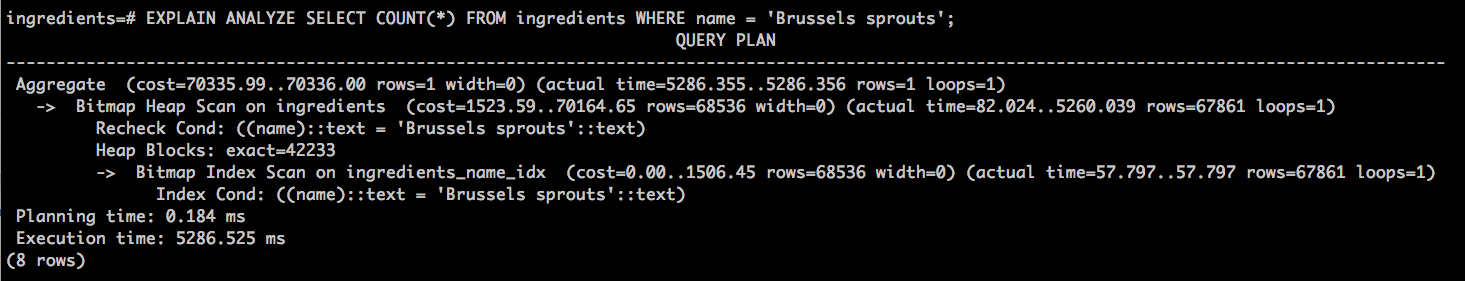 ingredients=# EXPLAIN ANALYZE SELECT COUNT(*) FROM ingredients WHERE name = 'Brussels sprouts';
QUERY PLAN
-------------------------------------------------------------------------------------------------------------------------------------------------
Aggregate  (cost=70335.99..70336.00 rows=1 width=0) (actual time=5286.355..5286.356 rows=1 loops=1)
  ->  Bitmap Heap Scan on ingredients  (cost=1523.59..70164.65 rows=68536 width=0) (actual time=82.024..5260.039 rows=67861 loops=1)
        Recheck Cond: ((name)::text = 'Brussels sprouts'::text)
        Heap Blocks: exact=42233
        ->  Bitmap Index Scan on ingredients_name_idx  (cost=0.00..1506.45 rows=68536 width=0) (actual time=57.797..57.797 rows=67861 loops=1)
              Index Cond: ((name)::text = 'Brussels sprouts'::text)
Planning time: 0.184 ms
Execution time: 5286.525 ms
(8 rows)